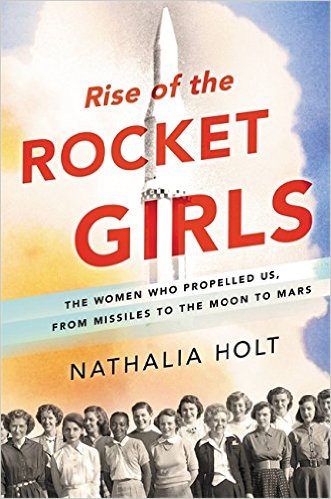 Rise of the
ROCKET
GIRLS
THE WOMEN WHO PROPELLED US,
FROM MISSILES TO THE MOON TO MARS
NATHALIA HOLT